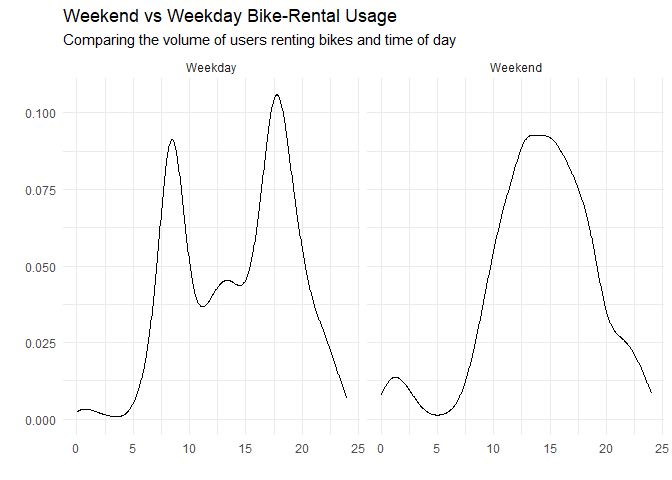 Weekend vs Weekday Bike-Rental Usage
Comparing the volume of users renting bikes and time of day
Weekday Weekend
0.100
0.075
0.050
0.025
0.000
0 5 10 15 20 25 0 5 10 15 20 25